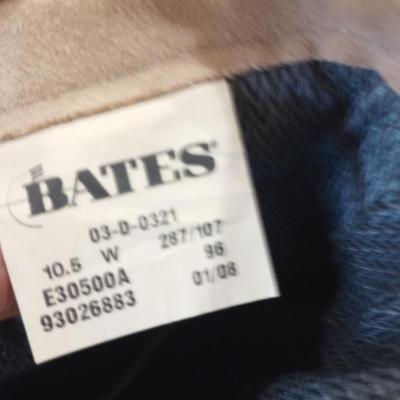 BATES
03-D-0321
10.5 W 287/107
E30500A 96
93026883 01/08